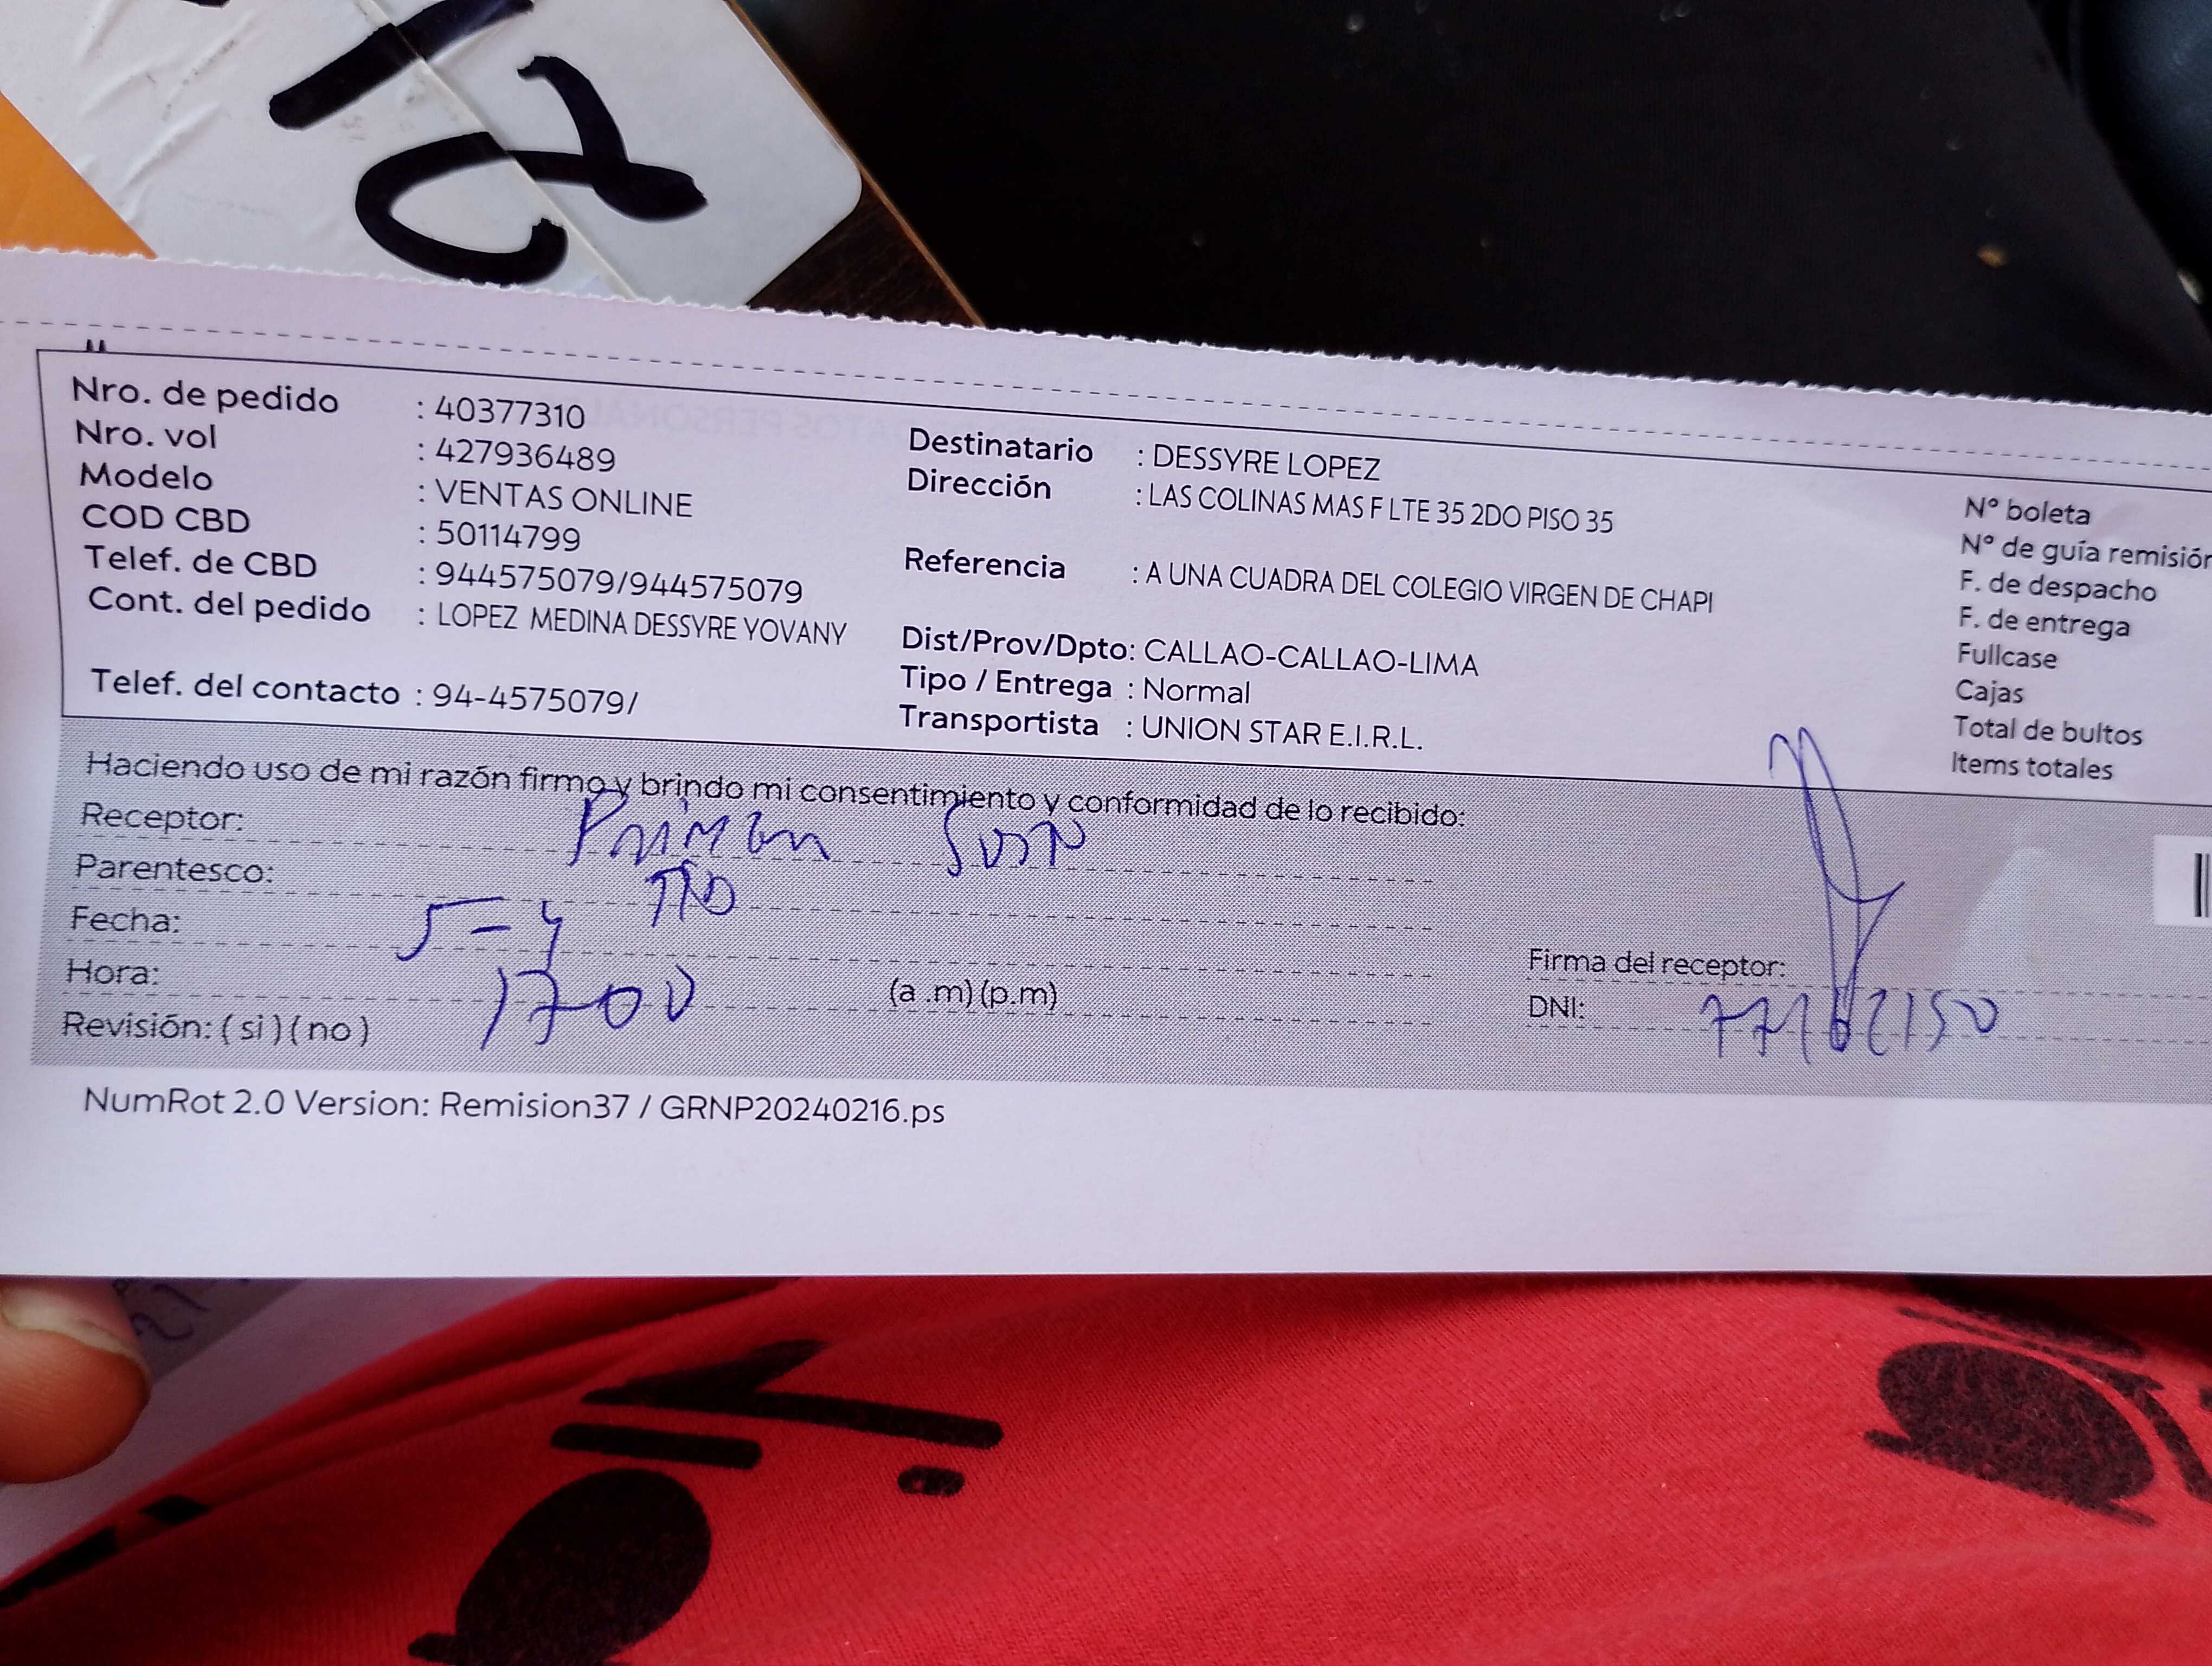 Nro. de pedido : 40377310
Nro. vol : 427936489
Modelo : VENTAS ONLINE
COD CBD : 50114799
Telef. de CBD : 944575079/944575079
Cont. del pedido : LOPEZ MEDINA DESSYRE YOVANY
Telef. del contacto : 94-4575079/
Destinatario : DESSYRE LOPEZ
Dirección : LAS COLINAS MAS F LTE 35 2DO PISO 35
Referencia : A UNA CUADRA DEL COLEGIO VIRGEN DE CHAPI
Dist/Prov/Dpto: CALLAO-CALLAO-LIMA
Tipo / Entrega : Normal
Transportista : UNION STAR E.I.R.L.
N° boleta
N° de guía remisión
F. de despacho
F. de entrega
Fullcase
Cajas
Total de bultos
Items totales
Haciendo uso de mi razón firmo y brindo mi consentimiento y conformidad de lo recibido:
Receptor:
Parentesco: TIO
Fecha: 5-4
Hora: 1700 (a .m) (p.m)
Revisión: ( si ) ( no )
Firma del receptor:
DNI:
NumRot 2.0 Version: Remision37 / GRNP20240216.ps